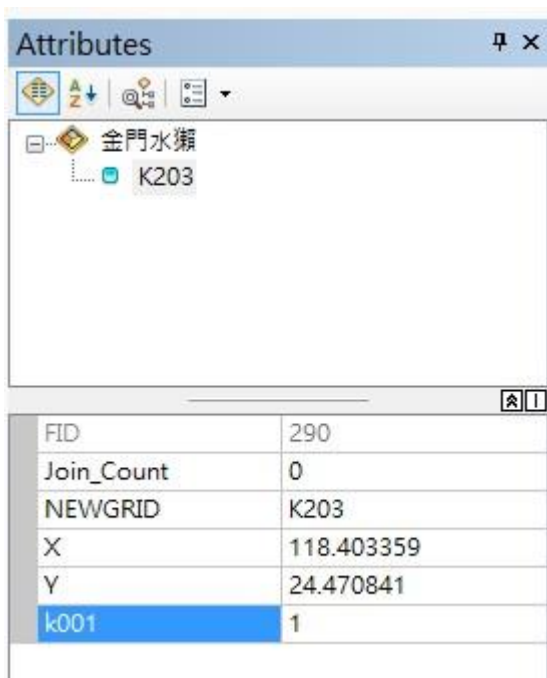 Attributes
金門水獺
K203
FID 290
Join_Count 0
NEWGRID K203
X 118.403359
Y 24.470841
k001 1